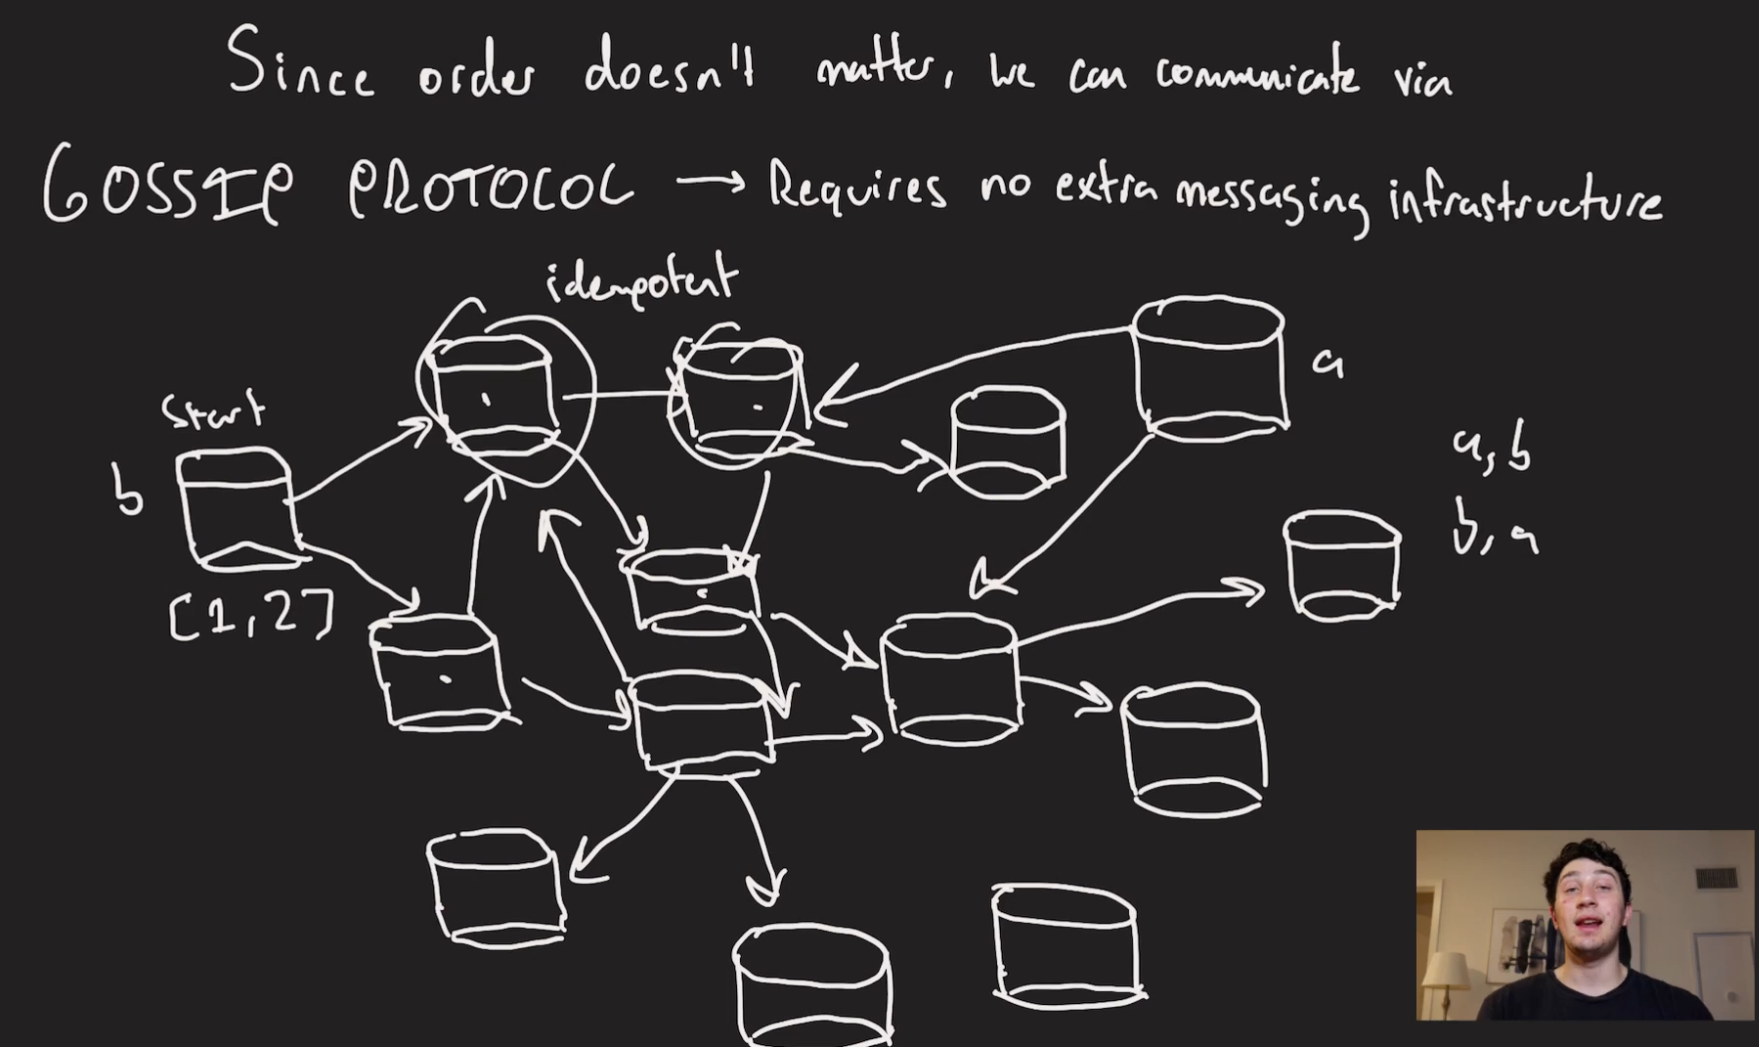 Since order doesn't matter, we can communicate via
GOSSIP PROTOCOL → Requires no extra messaging infrastructure
idempotent
a
start
b
[1,2]
a, b
b, a